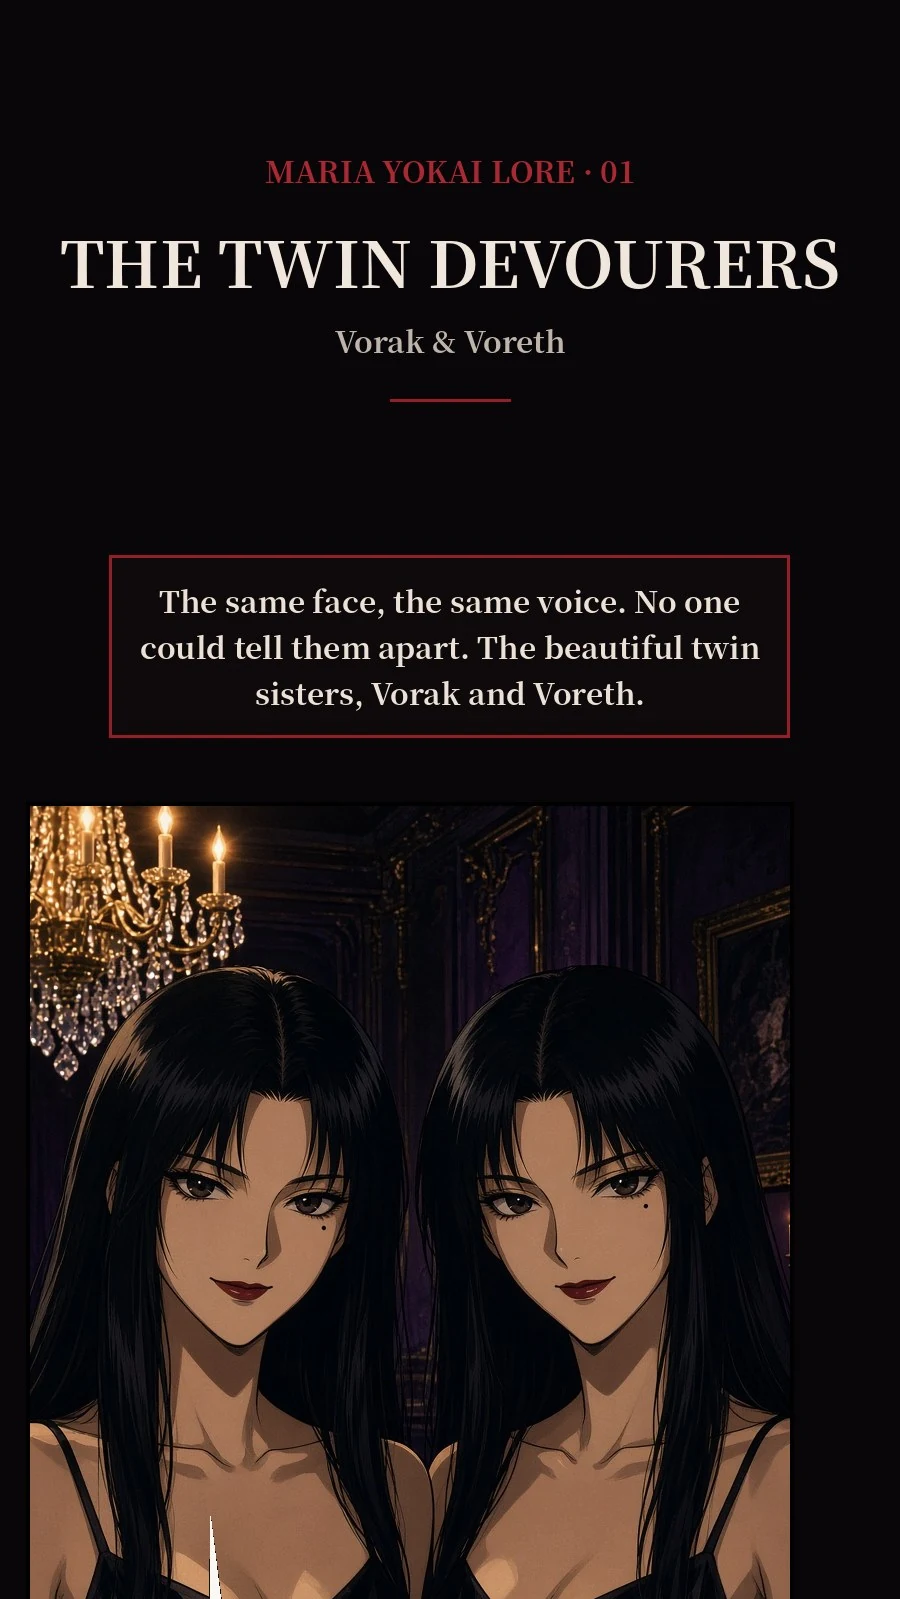 MARIA YOKAI LORE · 01
THE TWIN DEVOURERS
Vorak & Voreth
The same face, the same voice. No one
could tell them apart. The beautiful twin
sisters, Vorak and Voreth.